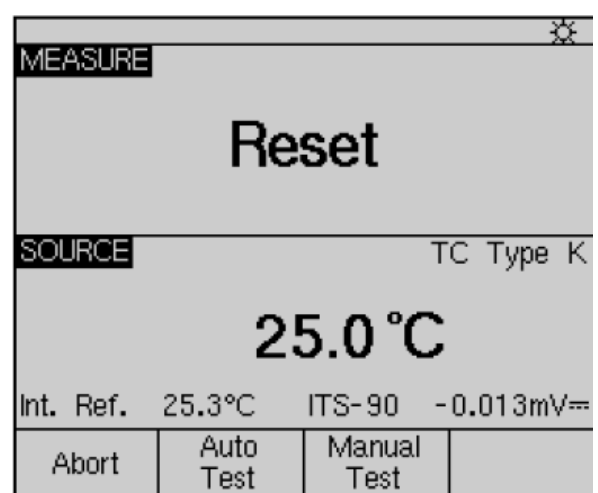 MEASURE
Reset
SOURCE TC Type K
25.0 °C
Int. Ref. 25.3°C ITS-90 -0.013mV⎓
Abort Auto Test Manual Test